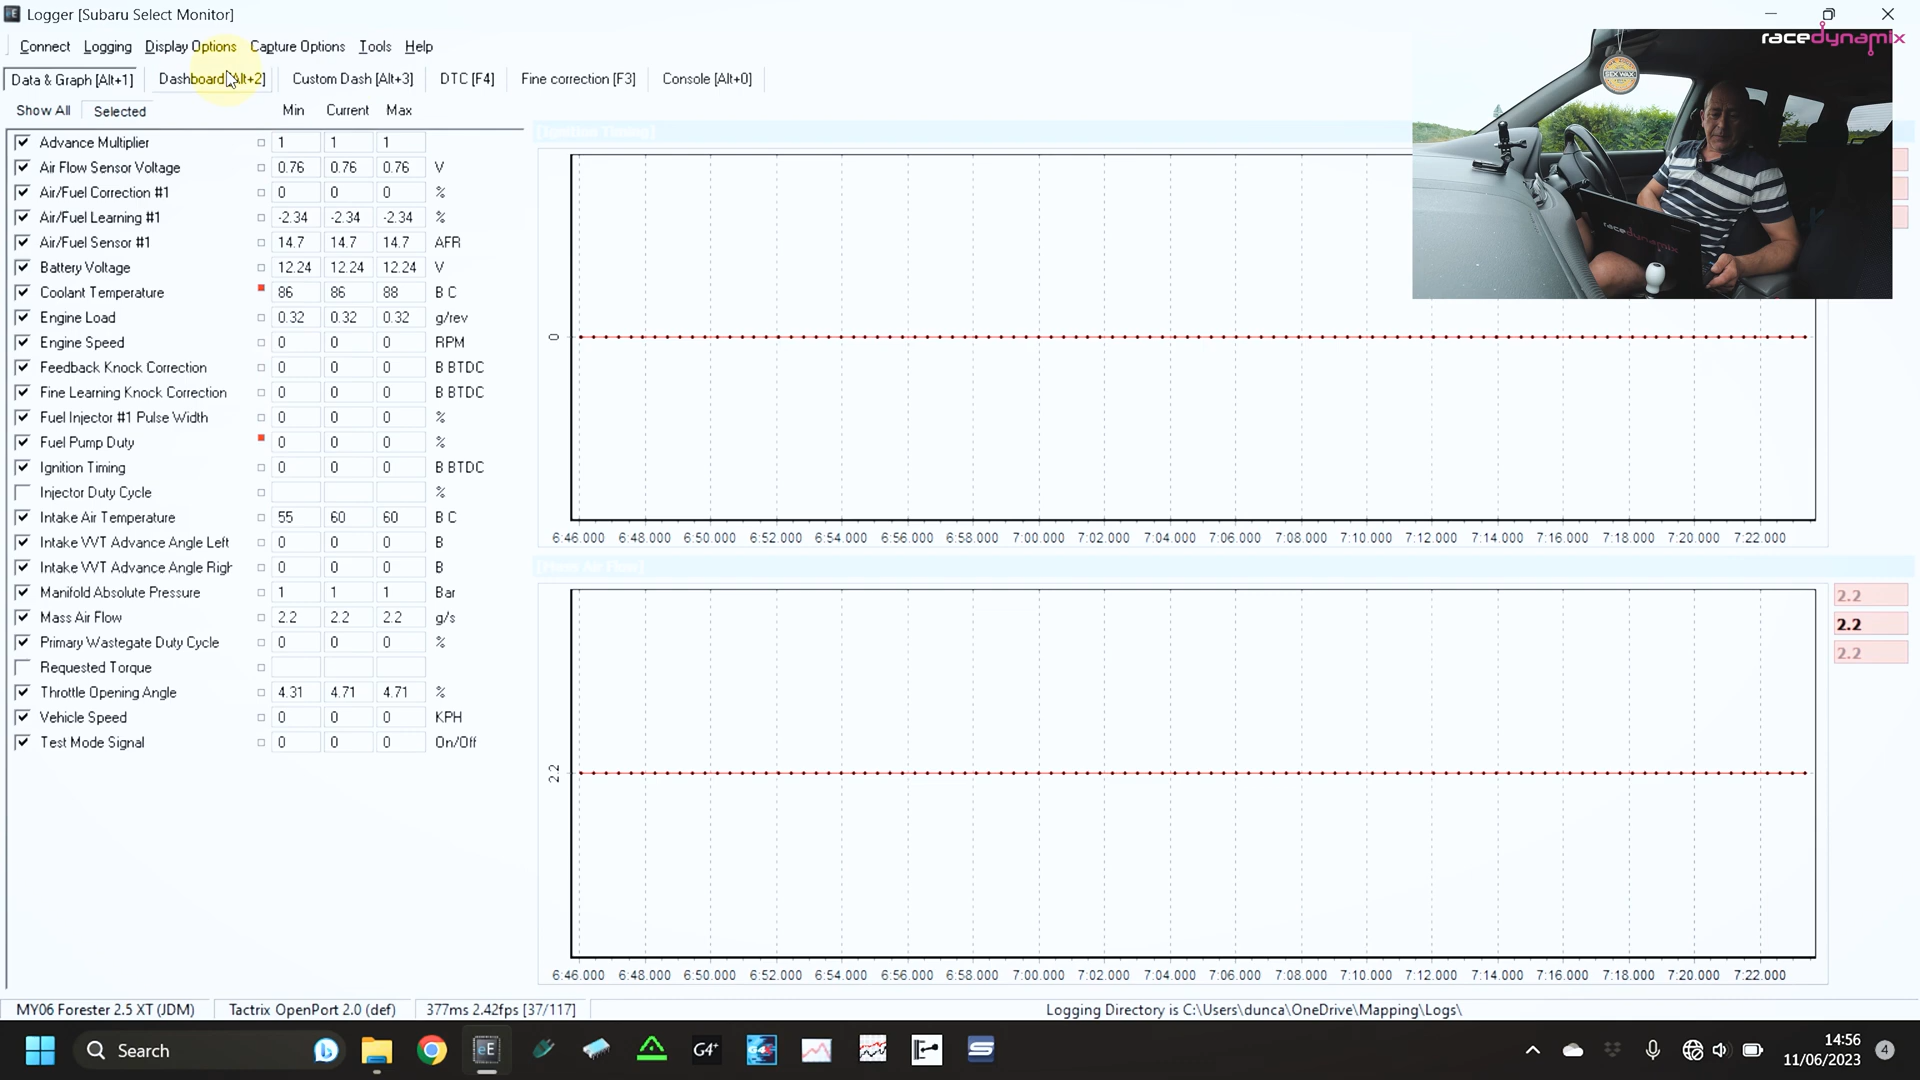 Logger [Subaru Select Monitor]
racedynamix
Connect Logging Display Options Capture Options Tools Help
Data & Graph [Alt+1] Dashboard [Alt+2] Custom Dash [Alt+3] DTC [F4] Fine correction [F3] Console [Alt+0]
Show All Selected Min Current Max
[Ignition Timing]
Advance Multiplier 1 1 1
Air Flow Sensor Voltage 0.76 0.76 0.76 V
Air/Fuel Correction #1 0 0 0 %
Air/Fuel Learning #1 -2.34 -2.34 -2.34 %
Air/Fuel Sensor #1 14.7 14.7 14.7 AFR
Battery Voltage 12.24 12.24 12.24 V
Coolant Temperature 86 86 88 B C
Engine Load 0.32 0.32 0.32 g/rev
Engine Speed 0 0 0 RPM
Feedback Knock Correction 0 0 0 B BTDC
Fine Learning Knock Correction 0 0 0 B BTDC
Fuel Injector #1 Pulse Width 0 0 0 %
Fuel Pump Duty 0 0 0 %
Ignition Timing 0 0 0 B BTDC
Injector Duty Cycle %
Intake Air Temperature 55 60 60 B C
Intake VVT Advance Angle Left 0 0 0 B
Intake VVT Advance Angle Righ 0 0 0 B
Manifold Absolute Pressure 1 1 1 Bar
Mass Air Flow 2.2 2.2 2.2 g/s
Primary Wastegate Duty Cycle 0 0 0 %
Requested Torque
Throttle Opening Angle 4.31 4.71 4.71 %
Vehicle Speed 0 0 0 KPH
Test Mode Signal 0 0 0 On/Off
SEX WAX
racedynamix
0
6:46.000 6:48.000 6:50.000 6:52.000 6:54.000 6:56.000 6:58.000 7:00.000 7:02.000 7:04.000 7:06.000 7:08.000 7:10.000 7:12.000 7:14.000 7:16.000 7:18.000 7:20.000 7:22.000
[Mass Air Flow]
2.2
2.2
2.2
2.2
6:46.000 6:48.000 6:50.000 6:52.000 6:54.000 6:56.000 6:58.000 7:00.000 7:02.000 7:04.000 7:06.000 7:08.000 7:10.000 7:12.000 7:14.000 7:16.000 7:18.000 7:20.000 7:22.000
MY06 Forester 2.5 XT (JDM) Tactrix OpenPort 2.0 (def) 377ms 2.42fps [37/117] Logging Directory is C:\Users\dunca\OneDrive\Mapping\Logs\
Search eE G4+ G4 14:56
11/06/2023 4